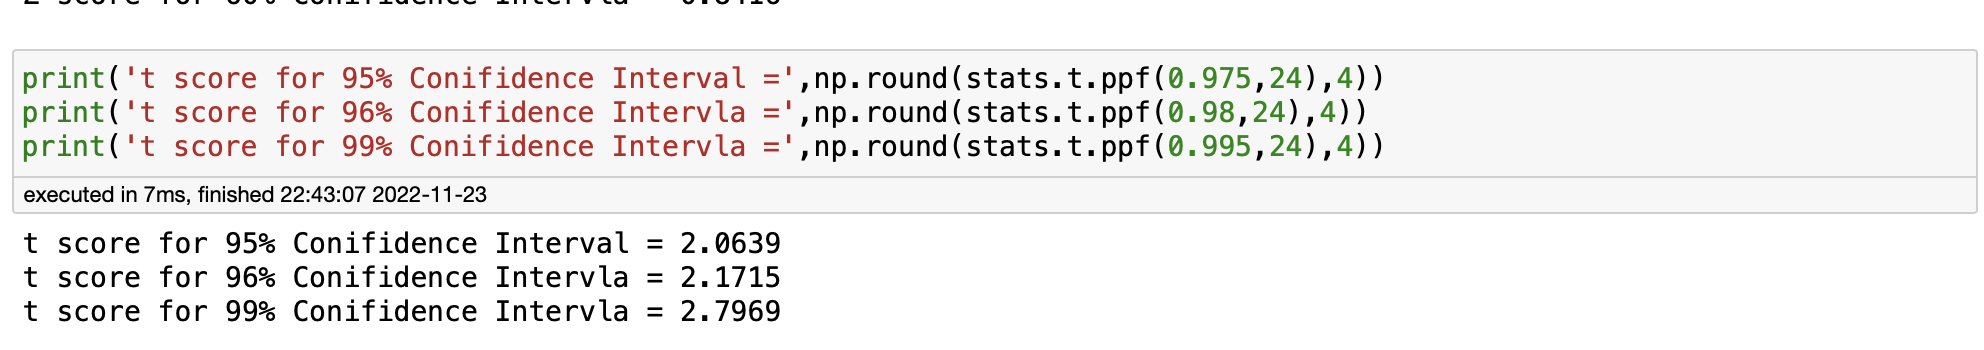 print('t score for 95% Conifidence Interval =',np.round(stats.t.ppf(0.975,24),4))
print('t score for 96% Conifidence Intervla =',np.round(stats.t.ppf(0.98,24),4))
print('t score for 99% Conifidence Intervla =',np.round(stats.t.ppf(0.995,24),4))
executed in 7ms, finished 22:43:07 2022-11-23
t score for 95% Conifidence Interval = 2.0639
t score for 96% Conifidence Intervla = 2.1715
t score for 99% Conifidence Intervla = 2.7969